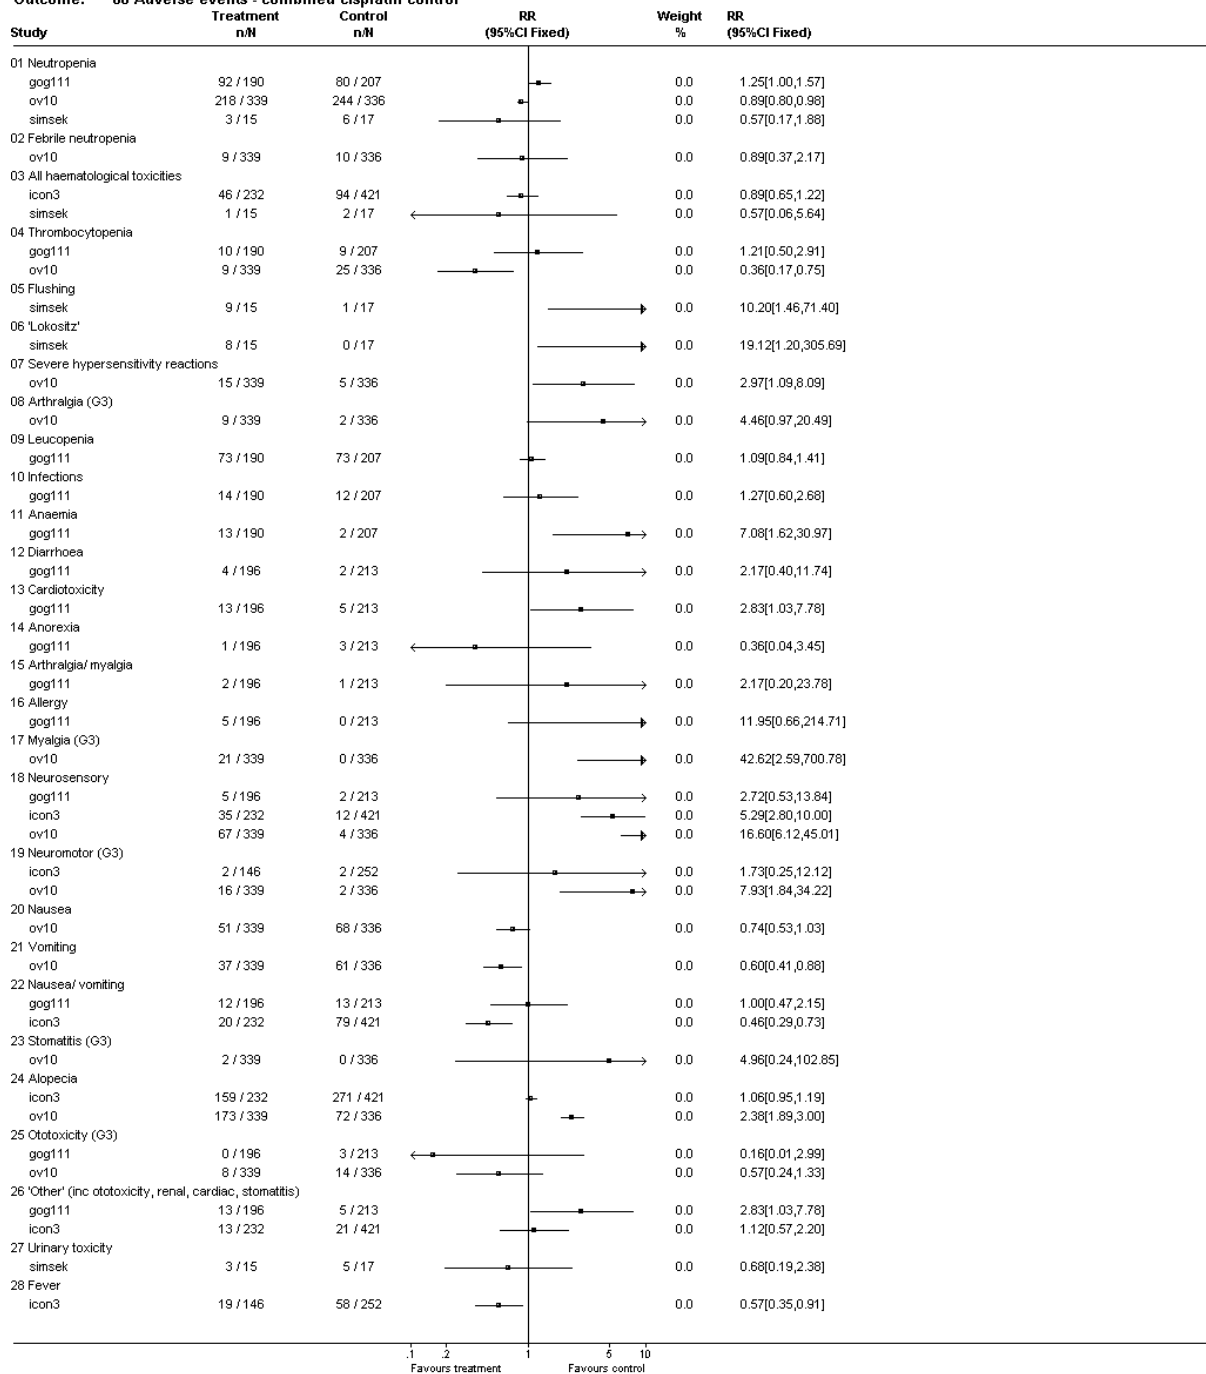 Outcome: 08 Adverse events - combined cisplatin control
Treatment Control RR Weight RR
Study n/N n/N (95%CI Fixed) % (95%CI Fixed)
01 Neutropenia
gog111 92 / 190 80 / 207 0.0 1.25[1.00,1.57]
ov10 218 / 339 244 / 336 0.0 0.89[0.80,0.98]
simsek 3 / 15 6 / 17 0.0 0.57[0.17,1.88]
02 Febrile neutropenia
ov10 9 / 339 10 / 336 0.0 0.89[0.37,2.17]
03 All haematological toxicities
icon3 46 / 232 94 / 421 0.0 0.89[0.65,1.22]
simsek 1 / 15 2 / 17 0.0 0.57[0.06,5.64]
04 Thrombocytopenia
gog111 10 / 190 9 / 207 0.0 1.21[0.50,2.91]
ov10 9 / 339 25 / 336 0.0 0.36[0.17,0.75]
05 Flushing
simsek 9 / 15 1 / 17 0.0 10.20[1.46,71.40]
06 'Lokositz'
simsek 8 / 15 0 / 17 0.0 19.12[1.20,305.69]
07 Severe hypersensitivity reactions
ov10 15 / 339 5 / 336 0.0 2.97[1.09,8.09]
08 Arthralgia (G3)
ov10 9 / 339 2 / 336 0.0 4.46[0.97,20.49]
09 Leucopenia
gog111 73 / 190 73 / 207 0.0 1.09[0.84,1.41]
10 Infections
gog111 14 / 190 12 / 207 0.0 1.27[0.60,2.68]
11 Anaemia
gog111 13 / 190 2 / 207 0.0 7.08[1.62,30.97]
12 Diarrhoea
gog111 4 / 196 2 / 213 0.0 2.17[0.40,11.74]
13 Cardiotoxicity
gog111 13 / 196 5 / 213 0.0 2.83[1.03,7.78]
14 Anorexia
gog111 1 / 196 3 / 213 0.0 0.36[0.04,3.45]
15 Arthralgia/ myalgia
gog111 2 / 196 1 / 213 0.0 2.17[0.20,23.78]
16 Allergy
gog111 5 / 196 0 / 213 0.0 11.95[0.66,214.71]
17 Myalgia (G3)
ov10 21 / 339 0 / 336 0.0 42.62[2.59,700.78]
18 Neurosensory
gog111 5 / 196 2 / 213 0.0 2.72[0.53,13.84]
icon3 35 / 232 12 / 421 0.0 5.29[2.80,10.00]
ov10 67 / 339 4 / 336 0.0 16.60[6.12,45.01]
19 Neuromotor (G3)
icon3 2 / 146 2 / 252 0.0 1.73[0.25,12.12]
ov10 16 / 339 2 / 336 0.0 7.93[1.84,34.22]
20 Nausea
ov10 51 / 339 68 / 336 0.0 0.74[0.53,1.03]
21 Vomiting
ov10 37 / 339 61 / 336 0.0 0.60[0.41,0.88]
22 Nausea/ vomiting
gog111 12 / 196 13 / 213 0.0 1.00[0.47,2.15]
icon3 20 / 232 79 / 421 0.0 0.46[0.29,0.73]
23 Stomatitis (G3)
ov10 2 / 339 0 / 336 0.0 4.96[0.24,102.85]
24 Alopecia
icon3 159 / 232 271 / 421 0.0 1.06[0.95,1.19]
ov10 173 / 339 72 / 336 0.0 2.38[1.89,3.00]
25 Ototoxicity (G3)
gog111 0 / 196 3 / 213 0.0 0.16[0.01,2.99]
ov10 8 / 339 14 / 336 0.0 0.57[0.24,1.33]
26 'Other' (inc ototoxicity, renal, cardiac, stomatitis)
gog111 13 / 196 5 / 213 0.0 2.83[1.03,7.78]
icon3 13 / 232 21 / 421 0.0 1.12[0.57,2.20]
27 Urinary toxicity
simsek 3 / 15 5 / 17 0.0 0.68[0.19,2.38]
28 Fever
icon3 19 / 146 58 / 252 0.0 0.57[0.35,0.91]
.1 .2 1 5 10
Favours treatment Favours control